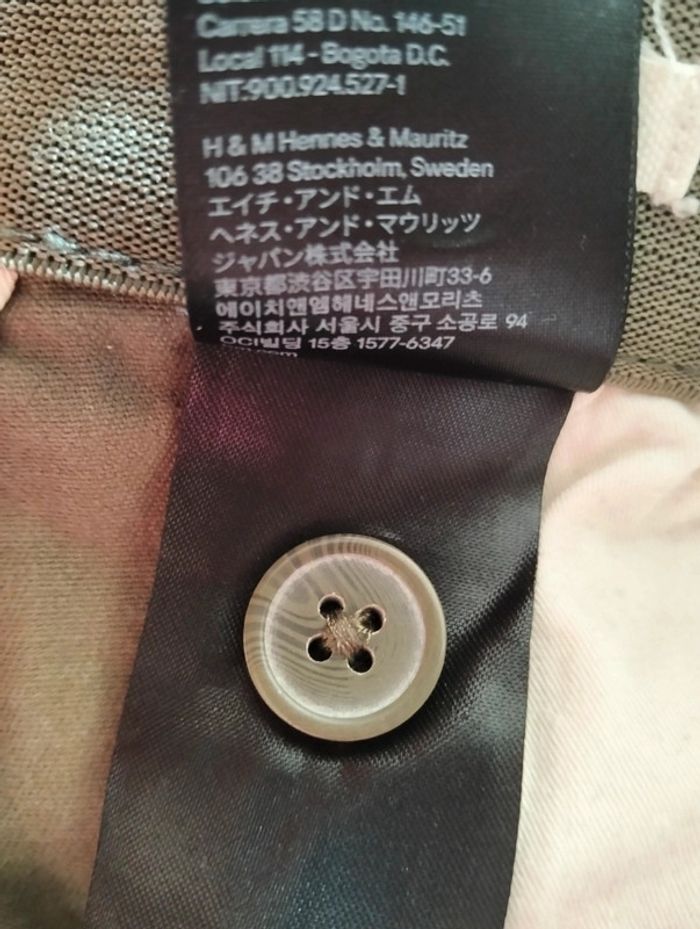 Carrera 58 D No. 146-51
Local 114 - Bogota D.C.
NIT:900.924.527-1
H & M Hennes & Mauritz
106 38 Stockholm, Sweden
エイチ・アンド・エム
ヘネス・アンド・マウリッツ
ジャパン株式会社
東京都渋谷区宇田川町33-6
에이치앤엠헤네스앤모리츠
주식회사 서울시 중구 소공로 94
OCI빌딩 15층 1577-6347